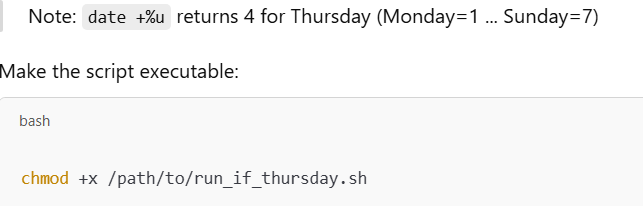 Note: date +%u returns 4 for Thursday (Monday=1 ... Sunday=7)
Make the script executable:
bash
chmod +x /path/to/run_if_thursday.sh